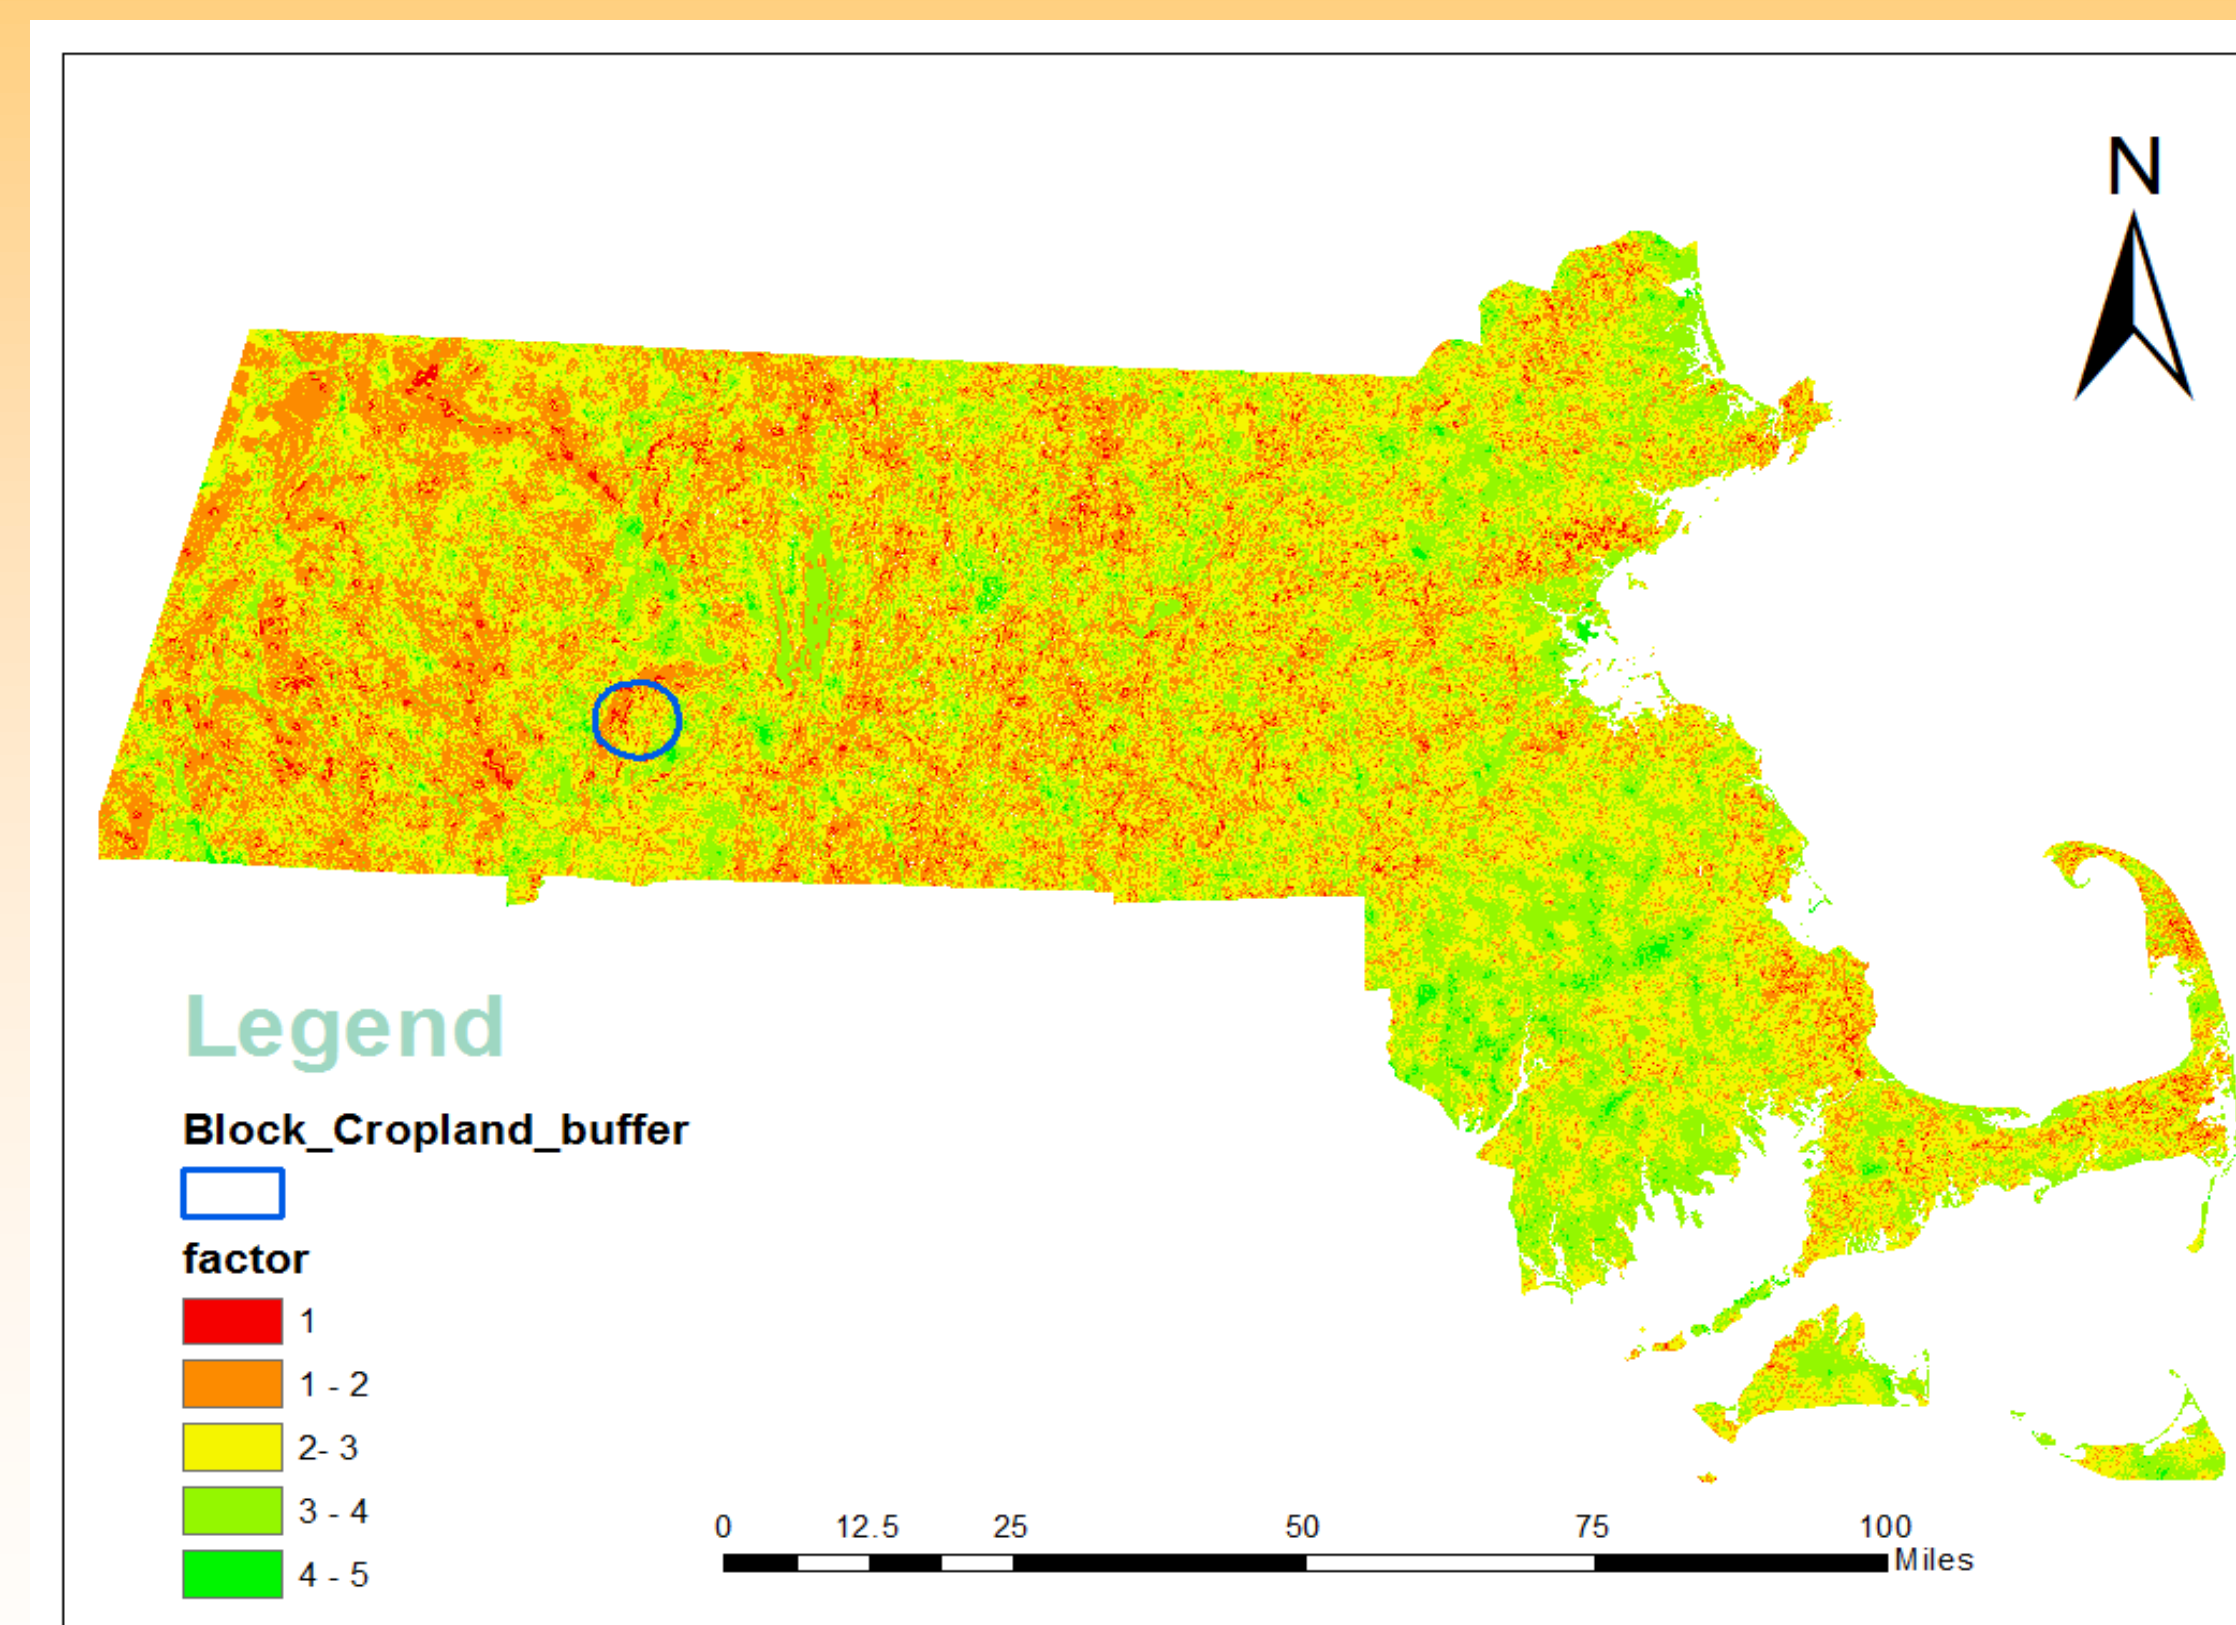 N
Legend
Block_Cropland_buffer
factor
1
1 - 2
2- 3
3 - 4
4 - 5
0 12.5 25 50 75 100
Miles